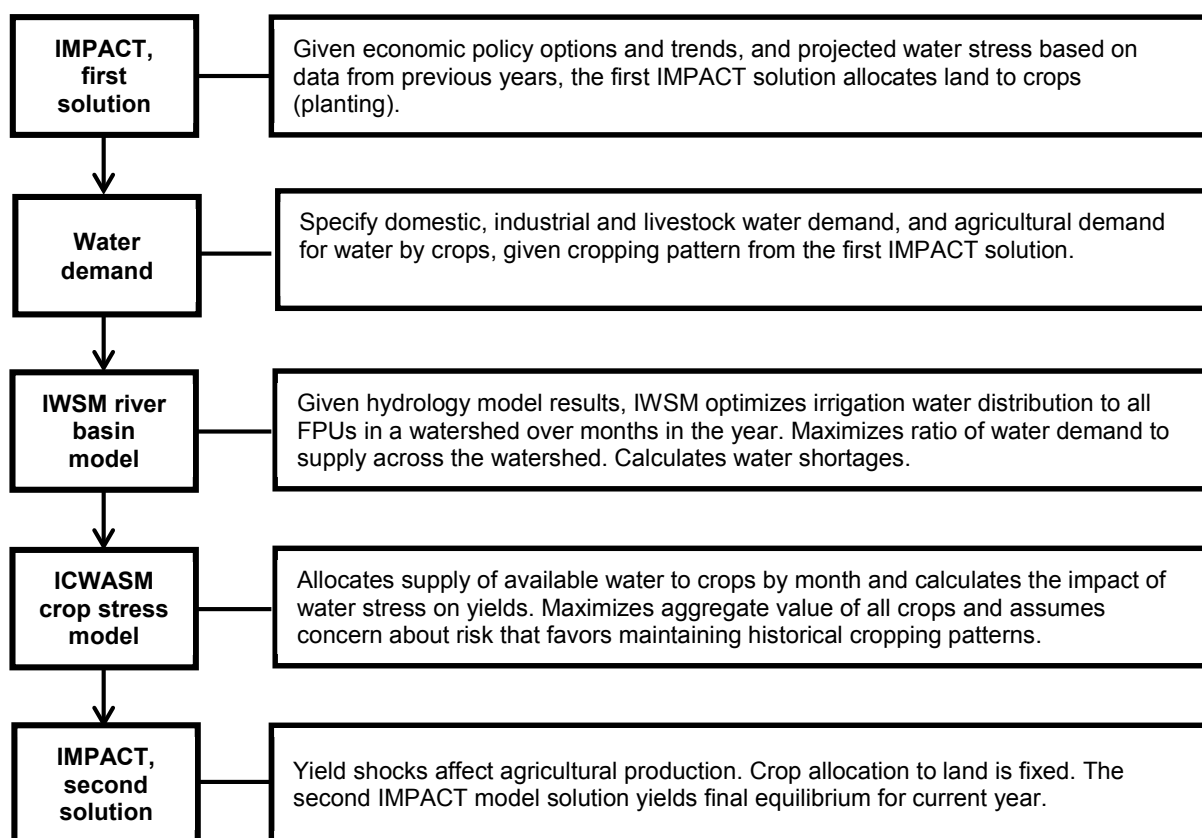 IMPACT,
first
solution
Given economic policy options and trends, and projected water stress based on
data from previous years, the first IMPACT solution allocates land to crops
(planting).
Water
demand
Specify domestic, industrial and livestock water demand, and agricultural demand
for water by crops, given cropping pattern from the first IMPACT solution.
IWSM river
basin
model
Given hydrology model results, IWSM optimizes irrigation water distribution to all
FPUs in a watershed over months in the year. Maximizes ratio of water demand to
supply across the watershed. Calculates water shortages.
ICWASM
crop stress
model
Allocates supply of available water to crops by month and calculates the impact of
water stress on yields. Maximizes aggregate value of all crops and assumes
concern about risk that favors maintaining historical cropping patterns.
IMPACT,
second
solution
Yield shocks affect agricultural production. Crop allocation to land is fixed. The
second IMPACT model solution yields final equilibrium for current year.